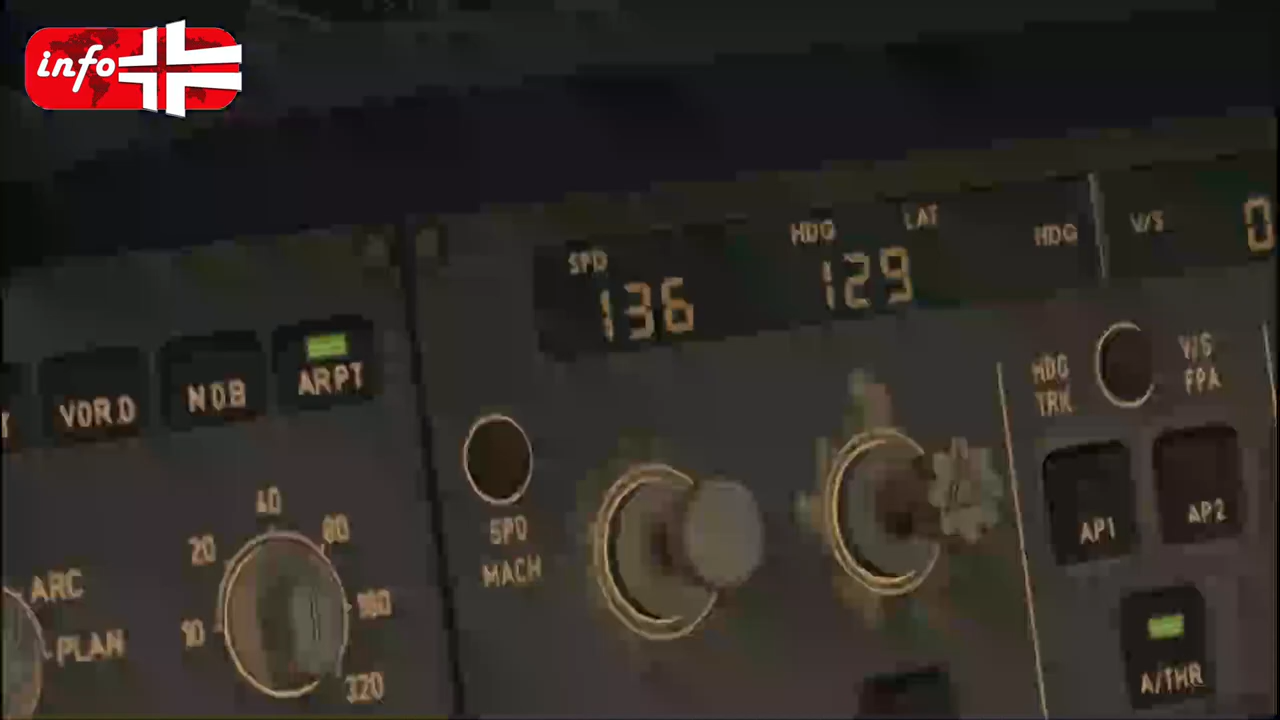 info
SPD
136
HDG
129
LAT
HDG
V/S
0
VOR.D
NDB
ARPT
HDG
TRK
V/S
FPA
SPD
MACH
AP1
AP2
A/THR
ARC
PLAN
10
20
40
80
160
320